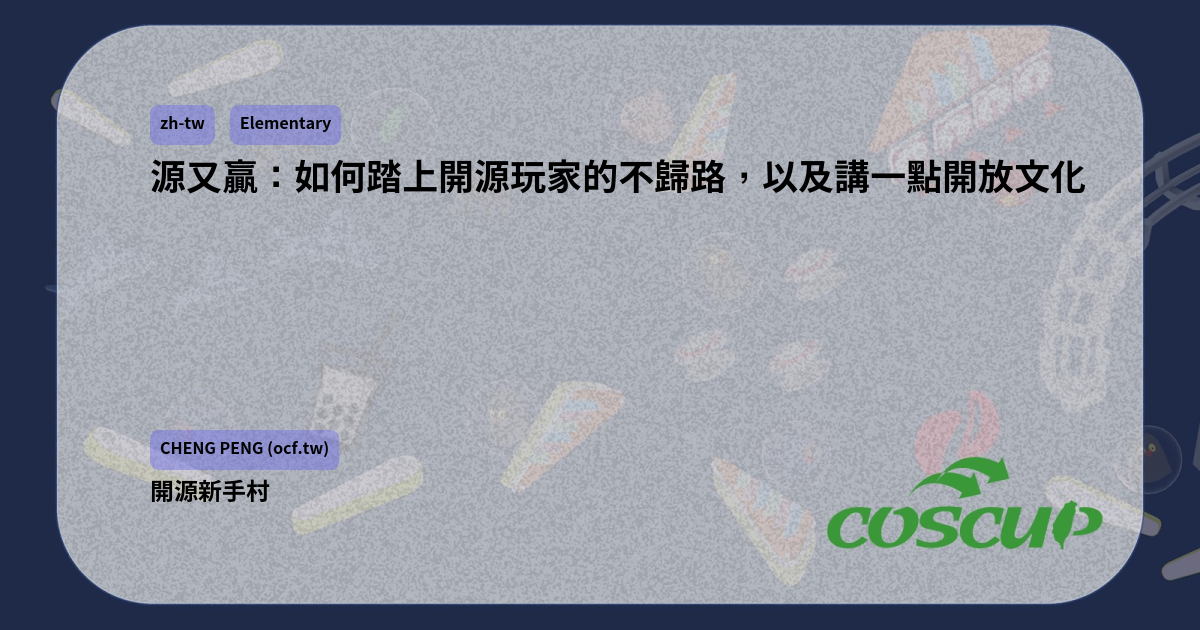 zh-tw Elementary
源又贏：如何踏上開源玩家的不歸路，以及講一點開放文化
CHENG PENG (ocf.tw)
開源新手村
COSCUP